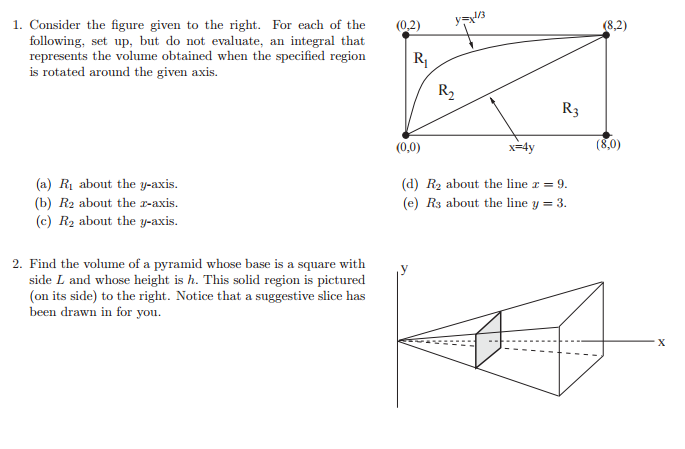 1. Consider the figure given to the right. For each of the
following, set up, but do not evaluate, an integral that
represents the volume obtained when the specified region
is rotated around the given axis.
(0,2)
y=x^{1/3}
(8,2)
R₁
R₂
R₃
(0,0)
x=4y
(8,0)
(a) R₁ about the y-axis.
(b) R₂ about the x-axis.
(c) R₂ about the y-axis.
(d) R₂ about the line x = 9.
(e) R₃ about the line y = 3.
2. Find the volume of a pyramid whose base is a square with
side L and whose height is h. This solid region is pictured
(on its side) to the right. Notice that a suggestive slice has
been drawn in for you.
y
x